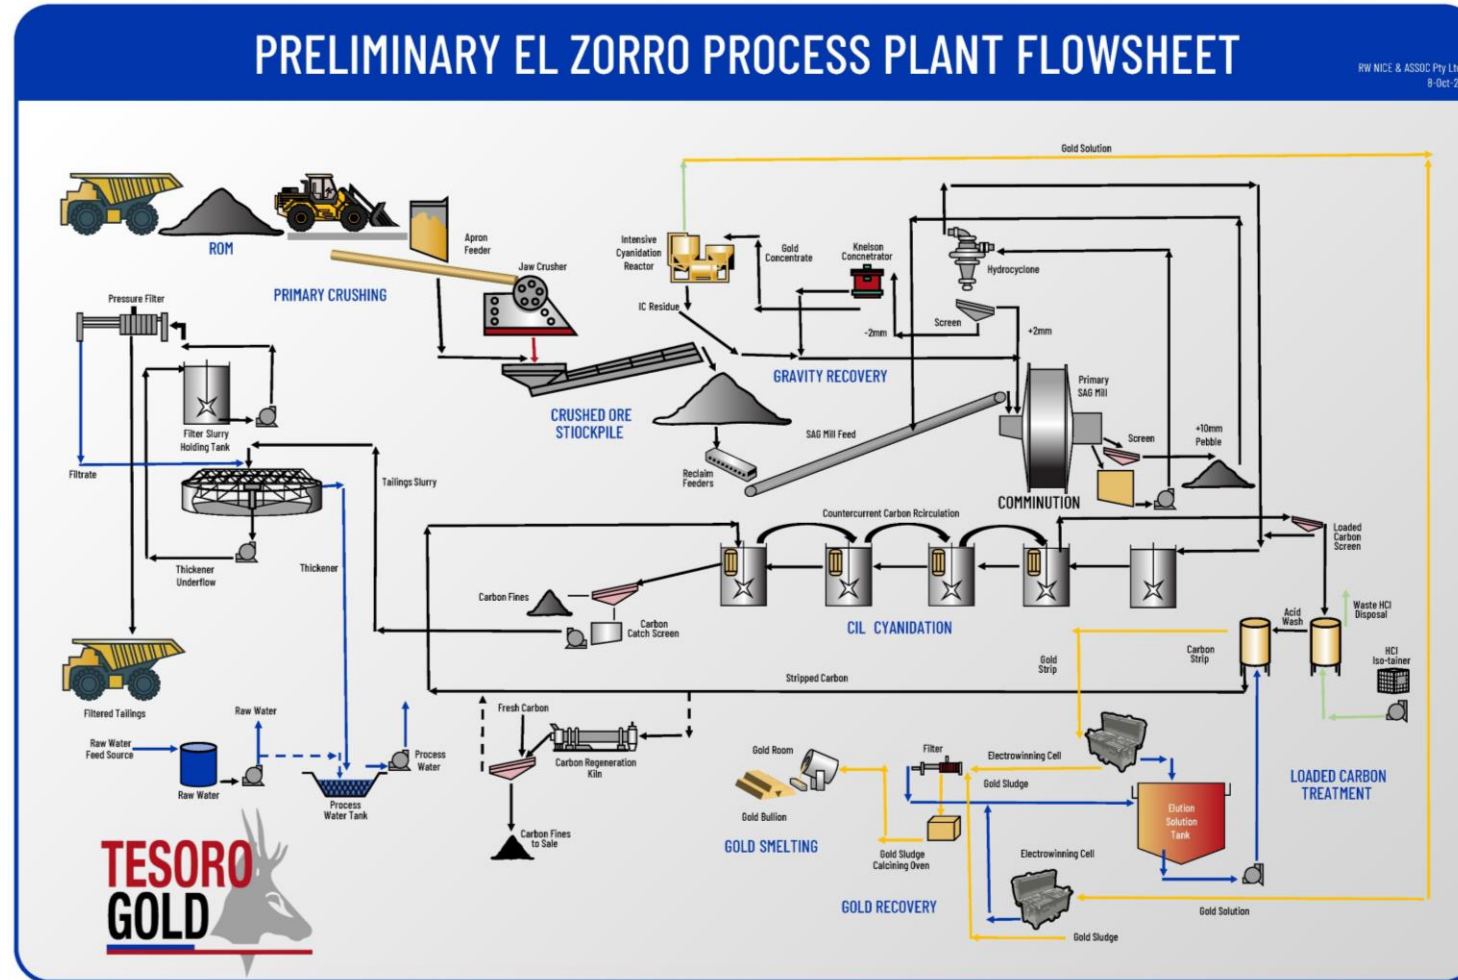 PRELIMINARY EL ZORRO PROCESS PLANT FLOWSHEET
RW NICE & ASSOC Pty
Gold Solution
ROM
Apron
Feeder
Jaw Crusher
PRIMARY CRUSHING
Intensive
Cyanidation
Reactor
Gold
Concentrate
Knelson
Concnetrator
Hydrocyclone
IC Residue
Screen
-2mm
+2mm
GRAVITY RECOVERY
Pressure Filter
Filter Slurry
Holding Tank
Filtrate
Tailings Slurry
CRUSHED ORE
STIOCKPILE
Reclaim
Feeders
SAG Mill Feed
Primary
SAG Mill
Screen
+10mm
Pebble
COMMINUTION
Thickener
Underflow
Thickener
Countercurrent Carbon Rcirculation
Loaded
Carbon
Screen
Carbon Fines
Carbon
Catch Screen
CIL CYANIDATION
Acid
Wash
Waste HCl
Disposal
Carbon
Strip
HCl
Iso-tainer
Gold
Strip
Stripped Carbon
Filtered Tailings
Raw Water
Feed Source
Raw Water
Raw Water
Process
Water
Process
Water Tank
Fresh Carbon
Carbon Regeneration
Kiln
Carbon Fines
to Sale
Gold Room
Gold Bullion
GOLD SMELTING
Filter
Electrowinning Cell
Gold Sludge
Gold Sludge
Calcining Oven
GOLD RECOVERY
Electrowinning Cell
Elution
Solution
Tank
LOADED CARBON
TREATMENT
Gold Solution
Gold Sludge
TESORO
GOLD